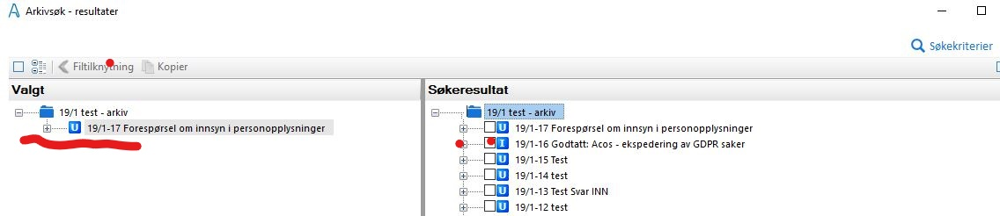 Arkivsøk - resultater
Søkekriterier
Filtilknytning Kopier
Valgt
19/1 test - arkiv
U 19/1-17 Forespørsel om innsyn i personopplysninger
Søkeresultat
19/1 test - arkiv
U 19/1-17 Forespørsel om innsyn i personopplysninger
I 19/1-16 Godtatt: Acos - ekspedering av GDPR saker
U 19/1-15 Test
U 19/1-14 test
U 19/1-13 Test Svar INN
U 19/1-12 test